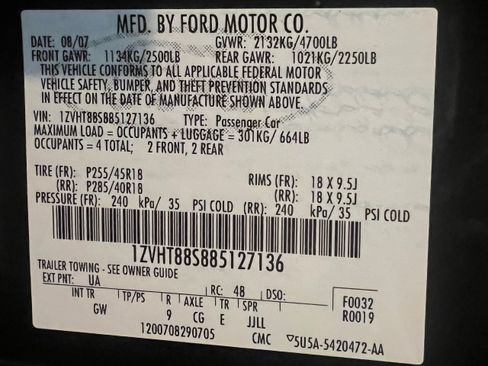 MFD. BY FORD MOTOR CO.
DATE: 08/07 GVWR: 2132KG/4700LB
FRONT GAWR: 1134KG/2500LB REAR GAWR: 1021KG/2250LB
THIS VEHICLE CONFORMS TO ALL APPLICABLE FEDERAL MOTOR
VEHICLE SAFETY, BUMPER, AND THEFT PREVENTION STANDARDS
IN EFFECT ON THE DATE OF MANUFACTURE SHOWN ABOVE.
VIN: 1ZVHT88S885127136 TYPE: Passenger Car
MAXIMUM LOAD = OCCUPANTS + LUGGAGE = 301KG/ 664LB
OCCUPANTS = 4 TOTAL; 2 FRONT, 2 REAR
TIRE (FR): P255/45R18 RIMS (FR): 18 X 9.5J
(RR): P285/40R18 (RR): 18 X 9.5J
PRESSURE (FR): 240 kPa/ 35 PSI COLD (RR): 240 kPa/ 35 PSI COLD
1ZVHT88S885127136
TRAILER TOWING - SEE OWNER GUIDE
EXT PNT: UA RC: 48 DSO: F0032
INT TR TP/PS R AXLE TR SPR R0019
GW 9 CG E JJLL
1200708290705 CMC 5U5A-5420472-AA